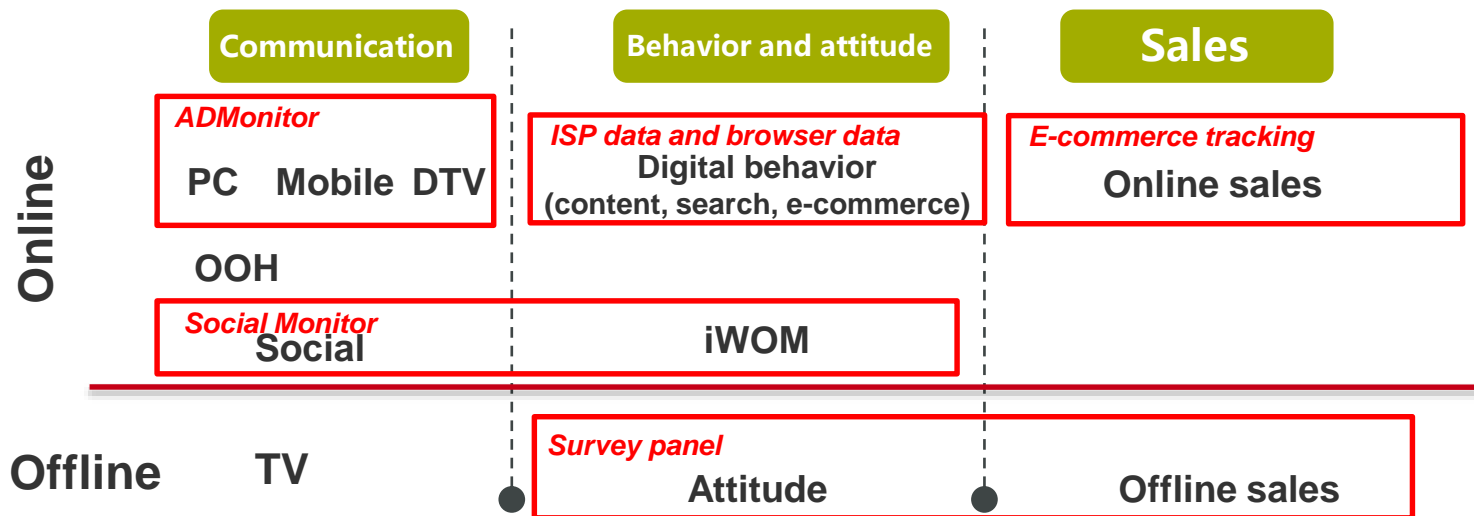 Communication
Behavior and attitude
Sales
Online
ADMonitor
PC Mobile DTV
ISP data and browser data
Digital behavior
(content, search, e-commerce)
E-commerce tracking
Online sales
OOH
Social Monitor
Social
iWOM
Offline
TV
Survey panel
Attitude
Offline sales